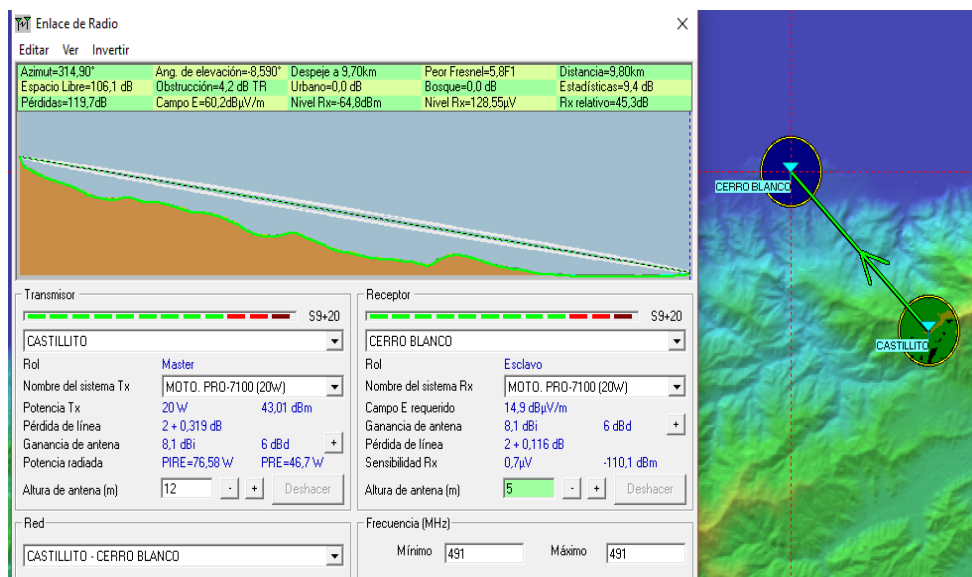 Enlace de Radio
Editar Ver Invertir
Azimut=314,90° Ang. de elevación=-8,590° Despeje a 9,70km Peor Fresnel=5,8F1 Distancia=9,80km
Espacio Libre=106,1 dB Obstrucción=4,2 dB TR Urbano=0,0 dB Bosque=0,0 dB Estadísticas=9,4 dB
Pérdidas=119,7dB Campo E=60,2dBµV/m Nivel Rx=-64,8dBm Nivel Rx=128,55µV Rx relativo=45,3dB
CERRO BLANCO
CASTILLITO
Transmisor
S9+20
CASTILLITO
Rol Master
Nombre del sistema Tx MOTO. PRO-7100 (20W)
Potencia Tx 20 W 43,01 dBm
Pérdida de línea 2 + 0,319 dB
Ganancia de antena 8,1 dBi 6 dBd +
Potencia radiada PIRE=76,58 W PRE=46,7 W
Altura de antena (m) 12 - + Deshacer
Receptor
S9+20
CERRO BLANCO
Rol Esclavo
Nombre del sistema Rx MOTO. PRO-7100 (20W)
Campo E requerido 14,9 dBµV/m
Ganancia de antena 8,1 dBi 6 dBd +
Pérdida de línea 2 + 0,116 dB
Sensibilidad Rx 0,7µV -110,1 dBm
Altura de antena (m) 5 - + Deshacer
Red
CASTILLITO - CERRO BLANCO
Frecuencia (MHz)
Mínimo 491 Máximo 491